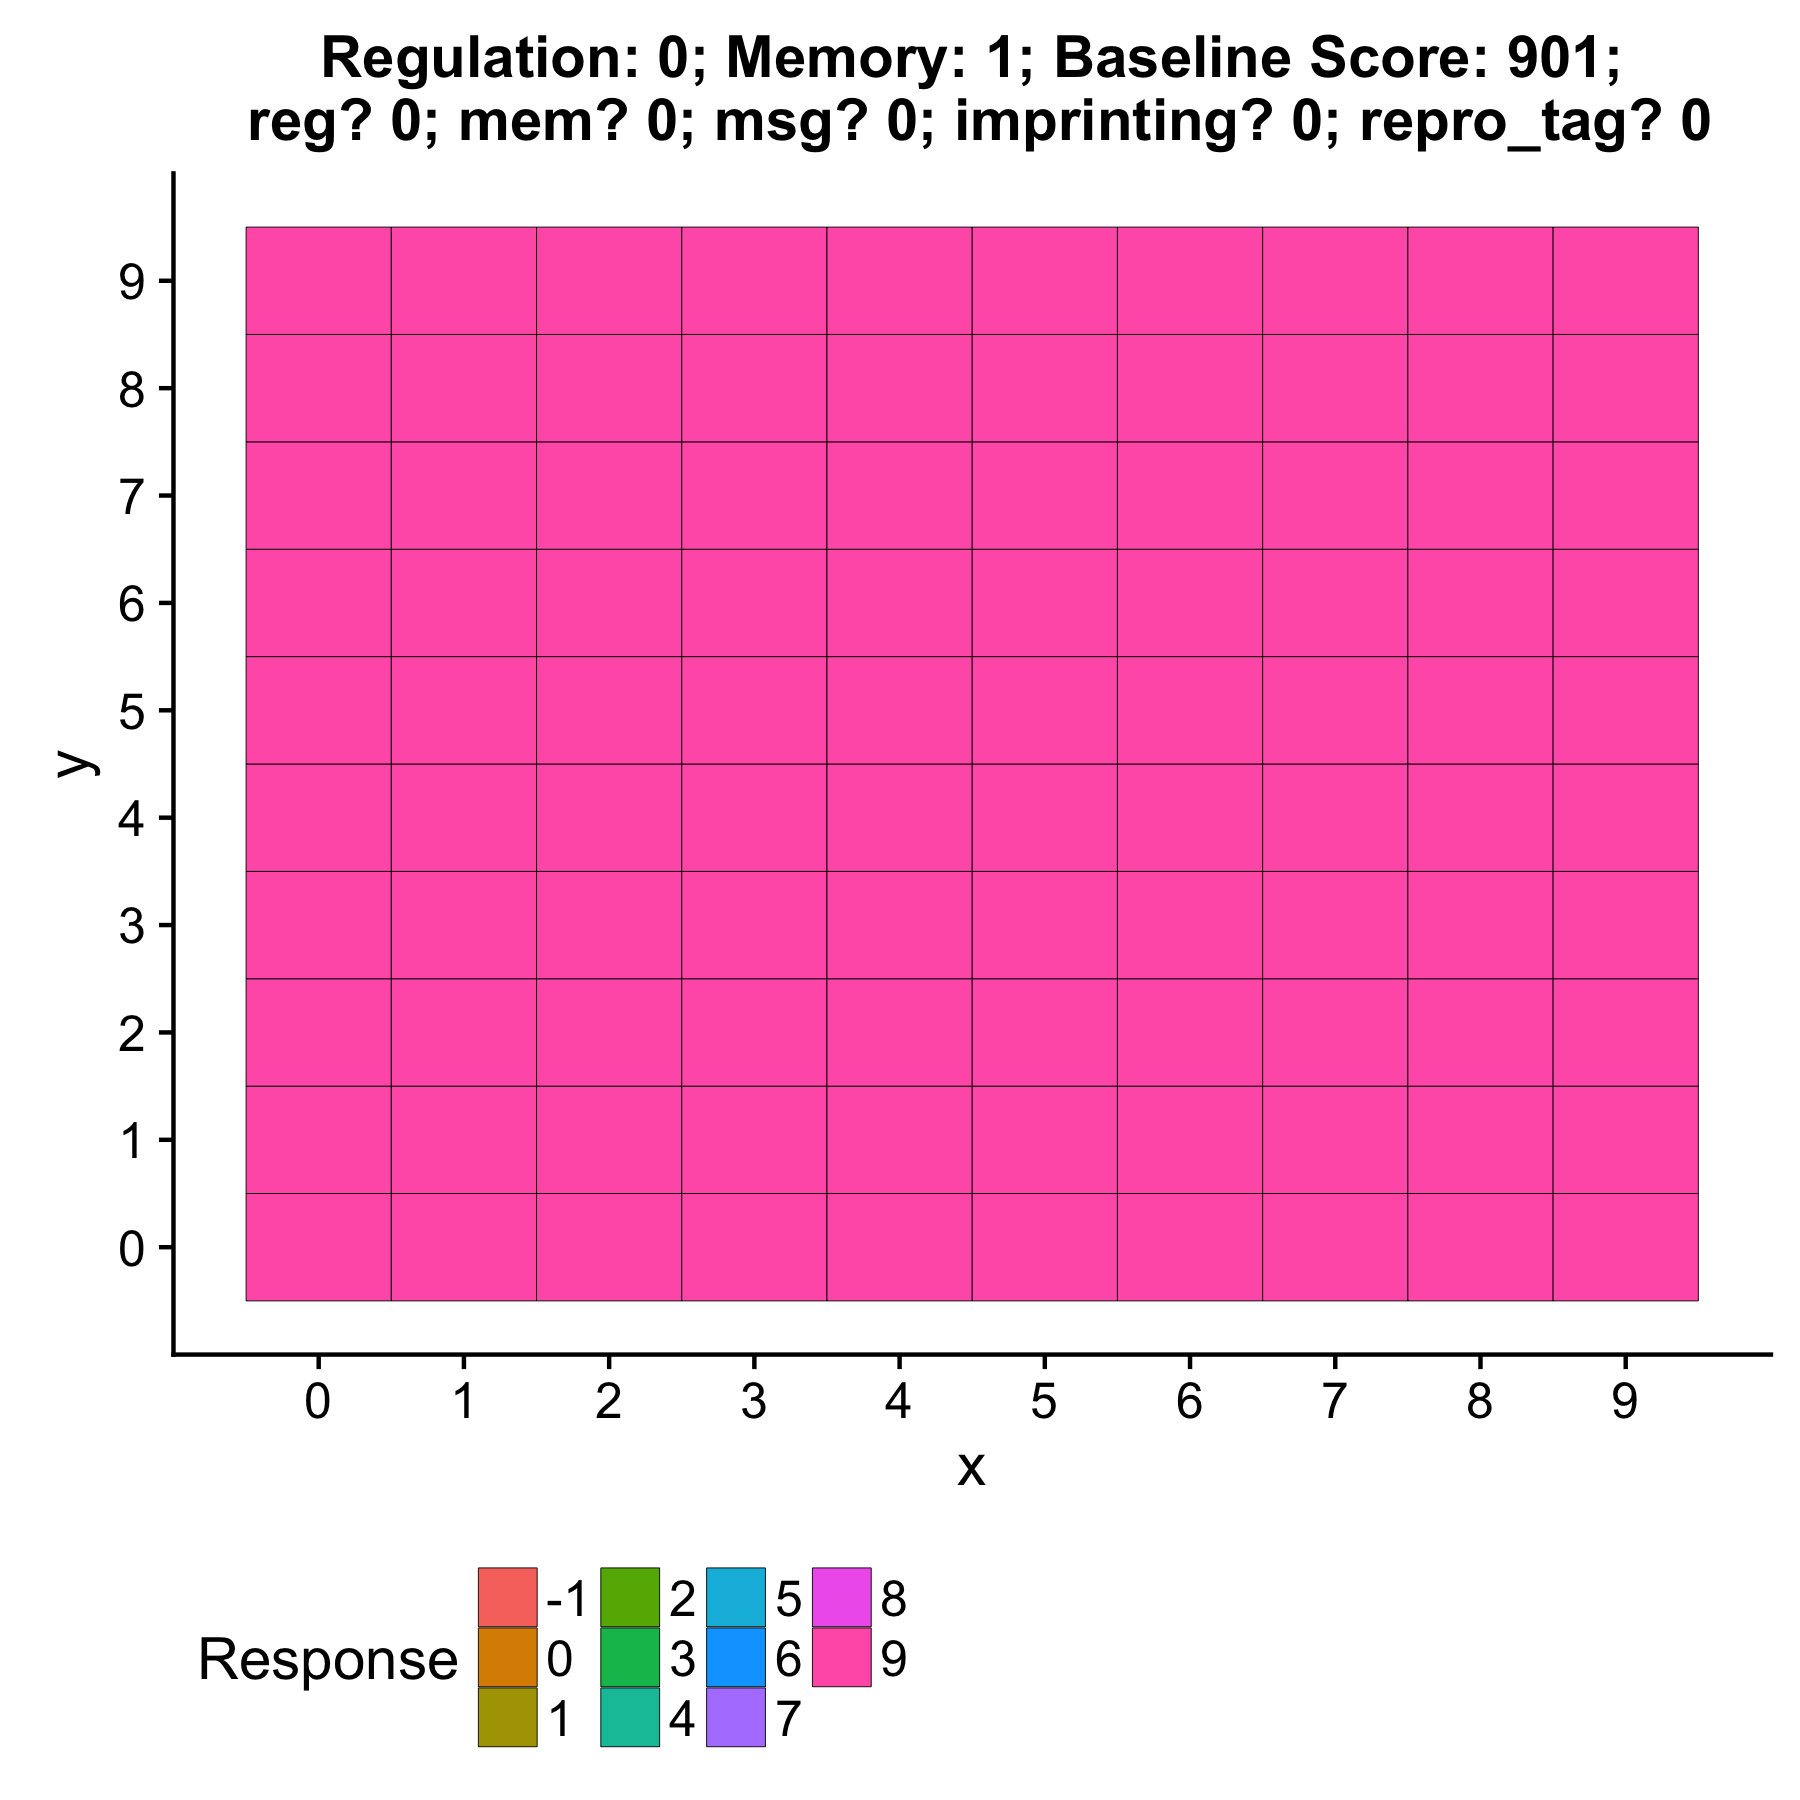 Regulation: 0; Memory: 1; Baseline Score: 901;
reg? 0; mem? 0; msg? 0; imprinting? 0; repro_tag? 0
y
9
8
7
6
5
4
3
2
1
0
0 1 2 3 4 5 6 7 8 9
x
Response
-1 2 5 8
0 3 6 9
1 4 7